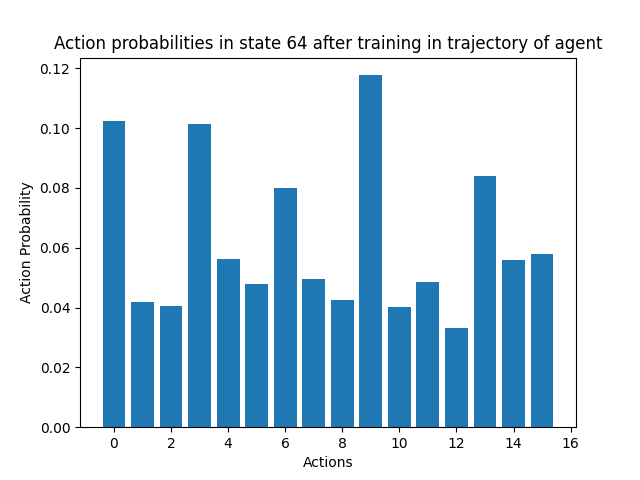 Action probabilities in state 64 after training in trajectory of agent
0.12
0.10
0.08
0.06
0.04
0.02
0.00
Action Probability
0 2 4 6 8 10 12 14 16
Actions